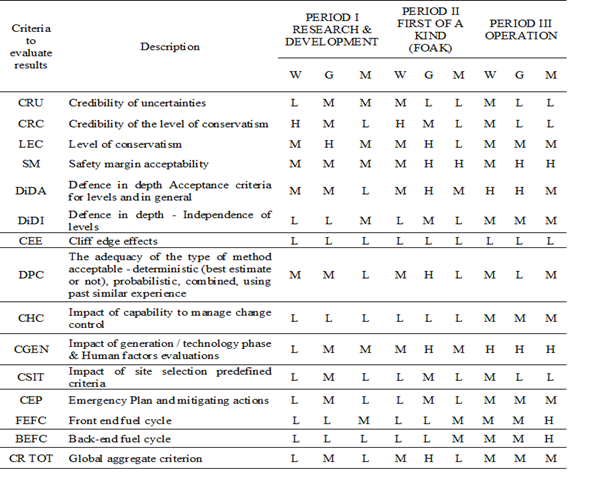 Criteria to evaluate results Description PERIOD I RESEARCH & DEVELOPMENT PERIOD II FIRST OF A KIND (FOAK) PERIOD III OPERATION
W G M W G M W G M
CRU Credibility of uncertainties L M M M L L M L L
CRC Credibility of the level of conservatism H M L H M L M L L
LEC Level of conservatism M H M M H L M M M
SM Safety margin acceptability M M M M H H M H H
DiDA Defence in depth Acceptance criteria
for levels and in general M M L M H M H H M
DiDI Defence in depth - Independence of
levels L L M L M L M M M
CEE Cliff edge effects L L L L L L L L L
DPC The adequacy of the type of method
acceptable - deterministic (best estimate
or not), probabilistic, combined, using
past similar experience M M L M H L M L M
CHC Impact of capability to manage change
control L L L L L L M M M
CGEN Impact of generation / technology phase
& Human factors evaluations L M M M H M H H H
CSIT Impact of site selection predefined
criteria L M L L M L M L L
CEP Emergency Plan and mitigating actions L M L L M L M M M
FEFC Front end fuel cycle L L M L L M M M H
BEFC Back-end fuel cycle L L L L L M M M H
CR TOT Global aggregate criterion L M L M H L M M M